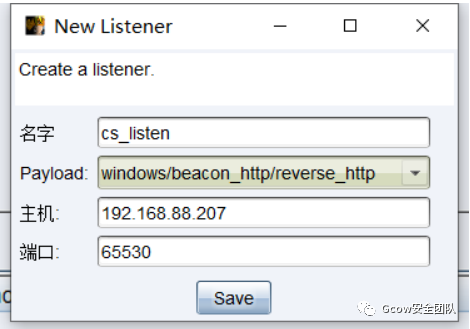 New Listener
Create a listener.
名字 cs_listen
Payload: windows/beacon_http/reverse_http
主机: 192.168.88.207
端口: 65530
Save
Gcow安全团队